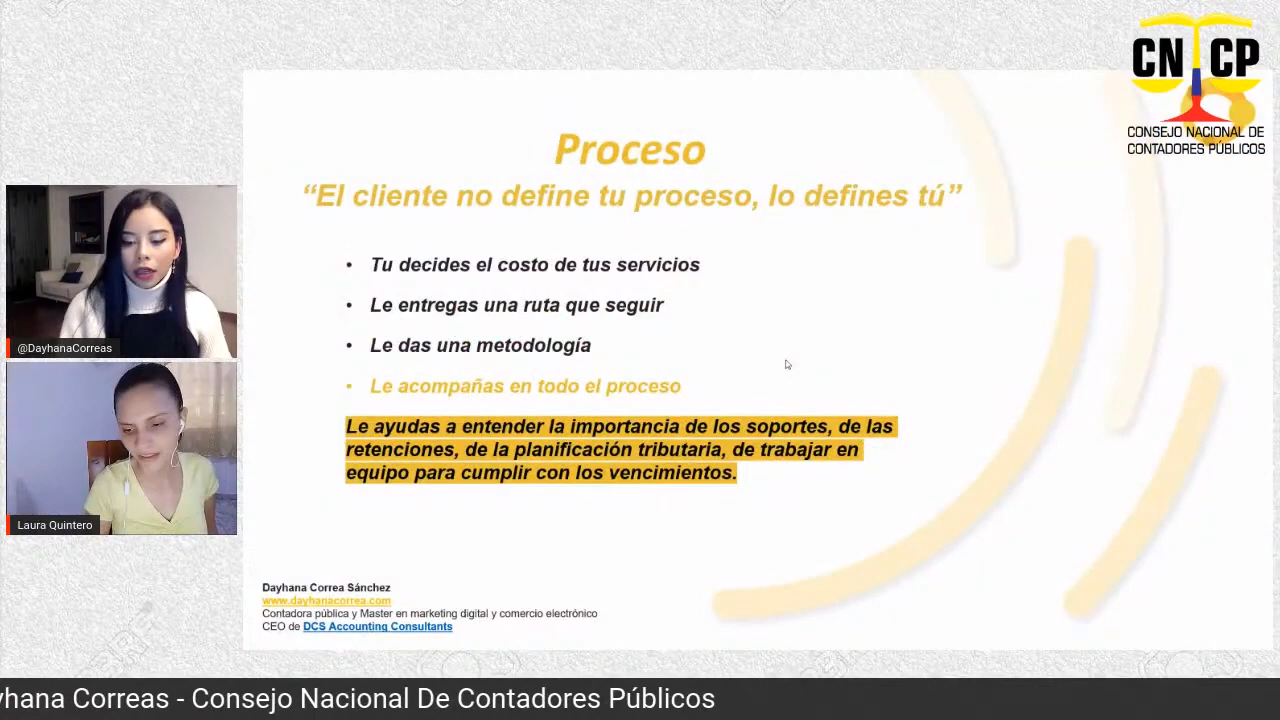 CN CP
CONSEJO NACIONAL DE
CONTADORES PÚBLICOS
Proceso
“El cliente no define tu proceso, lo defines tú”
• Tu decides el costo de tus servicios
• Le entregas una ruta que seguir
• Le das una metodología
• Le acompañas en todo el proceso
Le ayudas a entender la importancia de los soportes, de las
retenciones, de la planificación tributaria, de trabajar en
equipo para cumplir con los vencimientos.
@DayhanaCorreas
Laura Quintero
Dayhana Correa Sánchez
www.dayhanacorrea.com
Contadora pública y Master en marketing digital y comercio electrónico
CEO de DCS Accounting Consultants
yhana Correas - Consejo Nacional De Contadores Públicos